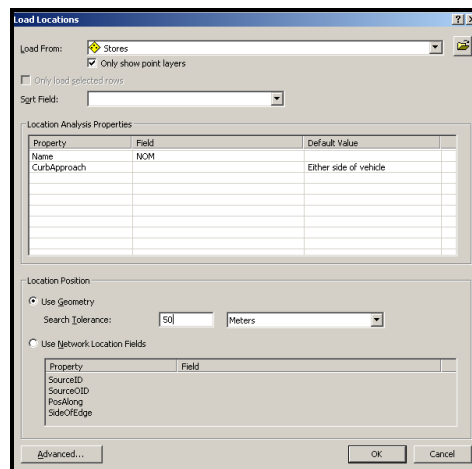 Load Locations
Load From: Stores
Only show point layers
Only load selected rows
Sort Field:
Location Analysis Properties
Property Field Default Value
Name NOM
CurbApproach Either side of vehicle
Location Position
Use Geometry
Search Tolerance: 50 Meters
Use Network Location Fields
Property Field
SourceID
SourceOID
PosAlong
SideOfEdge
Advanced... OK Cancel